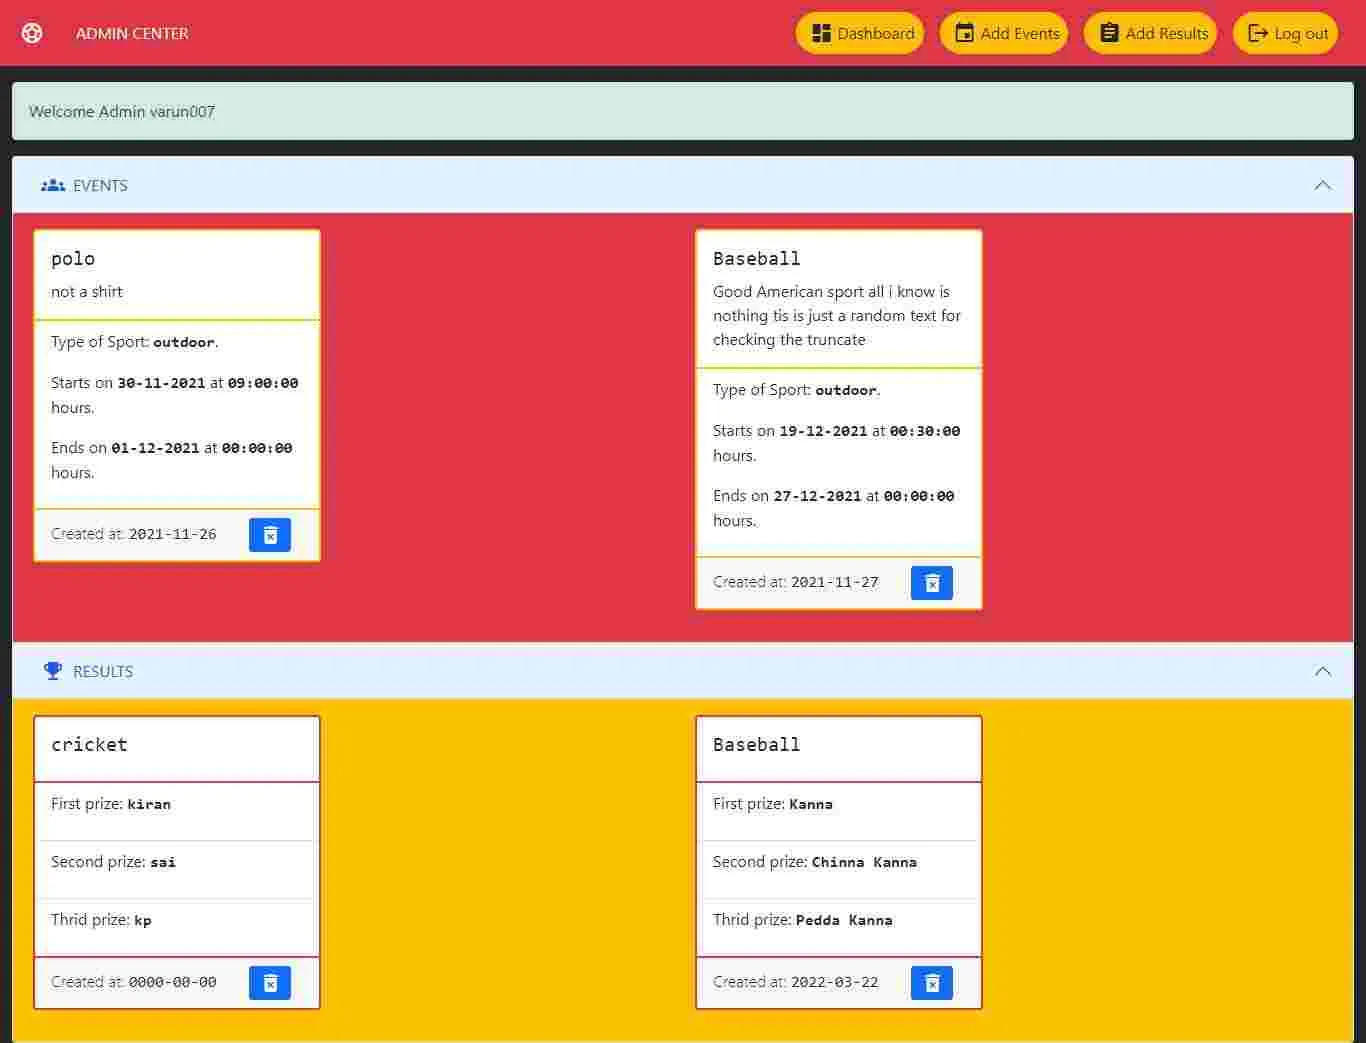 ADMIN CENTER
Dashboard
Add Events
Add Results
Log out
Welcome Admin varun007
EVENTS
polo
not a shirt
Type of Sport: outdoor.
Starts on 30-11-2021 at 09:00:00
hours.
Ends on 01-12-2021 at 00:00:00
hours.
Created at: 2021-11-26
Baseball
Good American sport all i know is
nothing tis is just a random text for
checking the truncate
Type of Sport: outdoor.
Starts on 19-12-2021 at 00:30:00
hours.
Ends on 27-12-2021 at 00:00:00
hours.
Created at: 2021-11-27
RESULTS
cricket
First prize: kiran
Second prize: sai
Thrid prize: kp
Created at: 0000-00-00
Baseball
First prize: Kanna
Second prize: Chinna Kanna
Thrid prize: Pedda Kanna
Created at: 2022-03-22